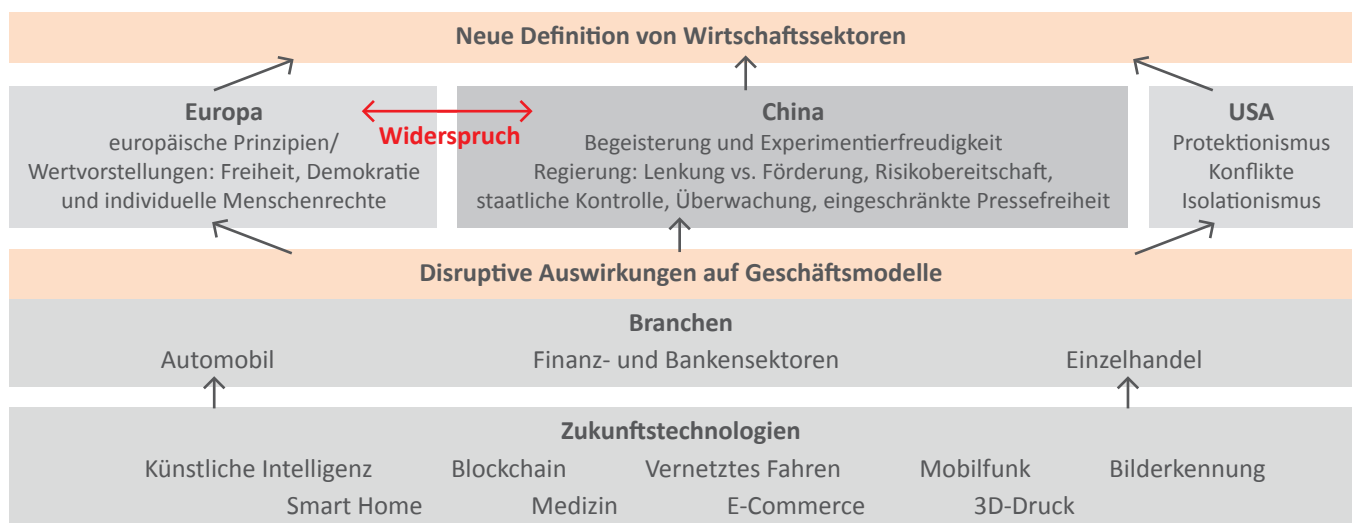 Neue Definition von Wirtschaftssektoren
Europa
europäische Prinzipien/
Wertvorstellungen: Freiheit, Demokratie
und individuelle Menschenrechte
Widerspruch
China
Begeisterung und Experimentierfreudigkeit
Regierung: Lenkung vs. Förderung, Risikobereitschaft,
staatliche Kontrolle, Überwachung, eingeschränkte Pressefreiheit
USA
Protektionismus
Konflikte
Isolationismus
Disruptive Auswirkungen auf Geschäftsmodelle
Branchen
Automobil Finanz- und Bankensektoren Einzelhandel
Zukunftstechnologien
Künstliche Intelligenz Blockchain Vernetztes Fahren Mobilfunk Bilderkennung
Smart Home Medizin E-Commerce 3D-Druck